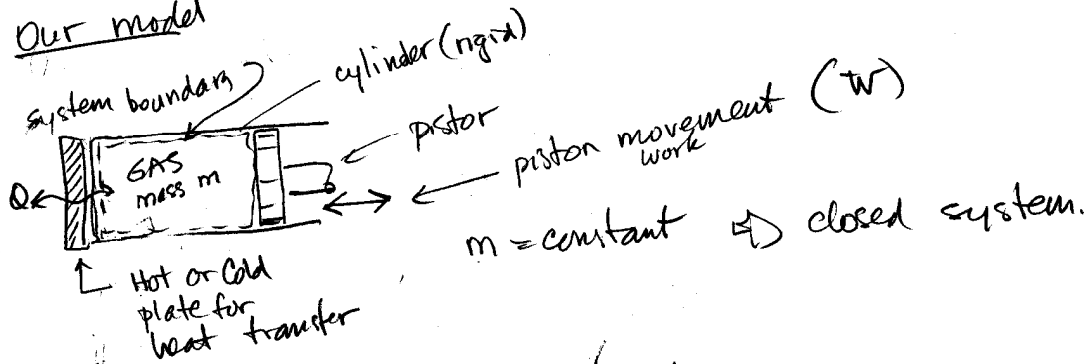 Our model
system boundary
cylinder (rigid)
piston
piston movement (W)
work
GAS
mass m
Q
m = constant ⇨ closed system.
Hot or Cold
plate for
heat transfer